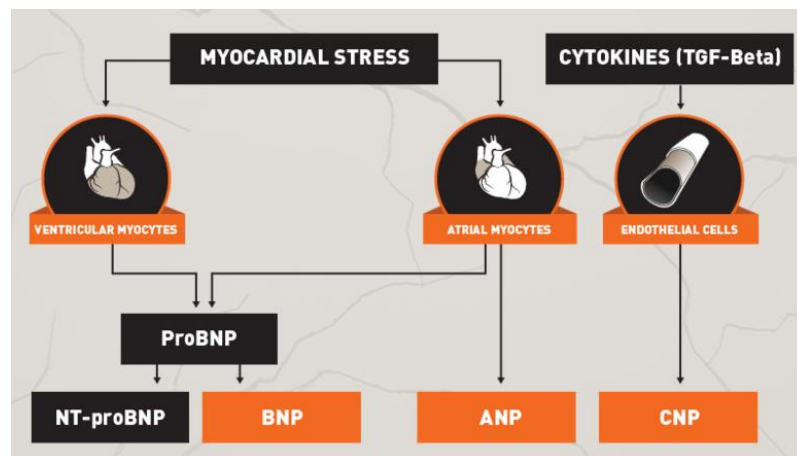 MYOCARDIAL STRESS
CYTOKINES (TGF-Beta)
VENTRICULAR MYOCYTES
ATRIAL MYOCYTES
ENDOTHELIAL CELLS
ProBNP
NT-proBNP
BNP
ANP
CNP